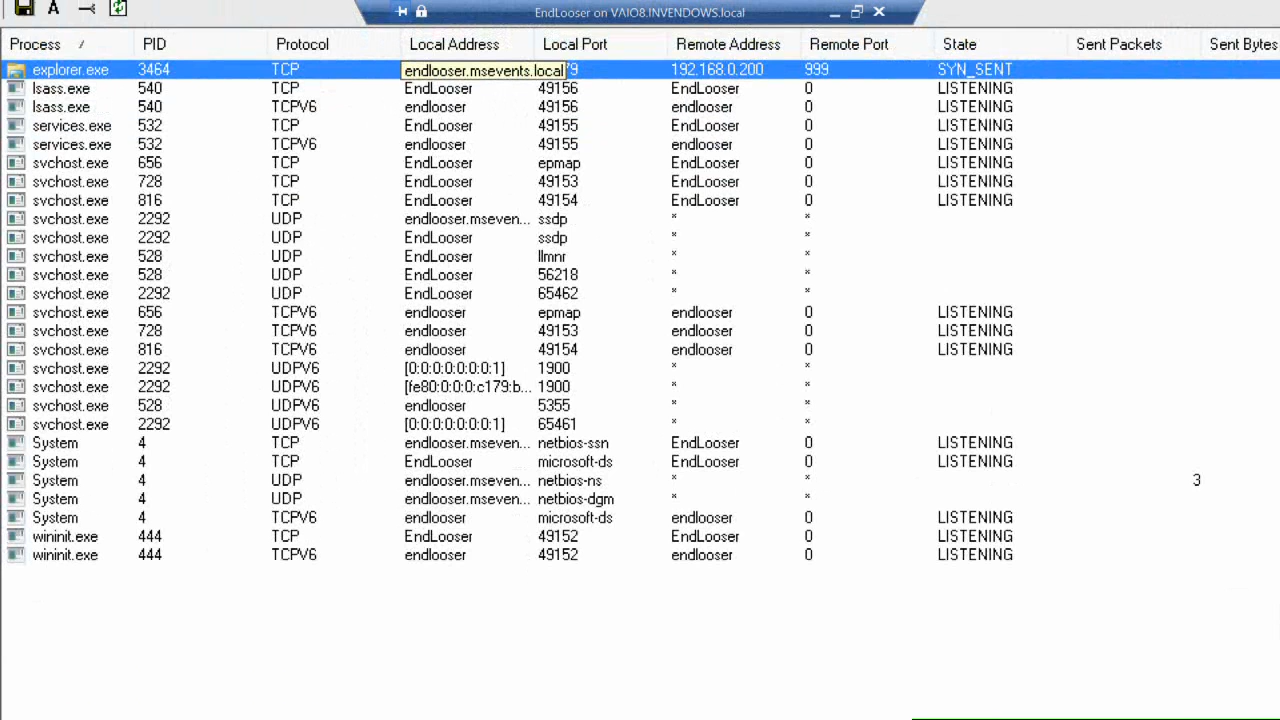 A
EndLooser on VAIO8.INVENDOWS.local
Process / PID Protocol Local Address Local Port Remote Address Remote Port State Sent Packets Sent Bytes
explorer.exe 3464 TCP endlooser.msevents.local 192.168.0.200 999 SYN_SENT
lsass.exe 540 TCP EndLooser 49156 EndLooser 0 LISTENING
lsass.exe 540 TCPV6 endlooser 49156 endlooser 0 LISTENING
services.exe 532 TCP EndLooser 49155 EndLooser 0 LISTENING
services.exe 532 TCPV6 endlooser 49155 endlooser 0 LISTENING
svchost.exe 656 TCP EndLooser epmap EndLooser 0 LISTENING
svchost.exe 728 TCP EndLooser 49153 EndLooser 0 LISTENING
svchost.exe 816 TCP EndLooser 49154 EndLooser 0 LISTENING
svchost.exe 2292 UDP endlooser.mseven... ssdp * *
svchost.exe 2292 UDP EndLooser ssdp * *
svchost.exe 528 UDP EndLooser llmnr * *
svchost.exe 528 UDP EndLooser 56218 * *
svchost.exe 2292 UDP EndLooser 65462 * *
svchost.exe 656 TCPV6 endlooser epmap endlooser 0 LISTENING
svchost.exe 728 TCPV6 endlooser 49153 endlooser 0 LISTENING
svchost.exe 816 TCPV6 endlooser 49154 endlooser 0 LISTENING
svchost.exe 2292 UDPV6 [0:0:0:0:0:0:0:1] 1900 * *
svchost.exe 2292 UDPV6 [fe80:0:0:0:c179:b... 1900 * *
svchost.exe 528 UDPV6 endlooser 5355 * *
svchost.exe 2292 UDPV6 [0:0:0:0:0:0:0:1] 65461 * *
System 4 TCP endlooser.mseven... netbios-ssn EndLooser 0 LISTENING
System 4 TCP EndLooser microsoft-ds EndLooser 0 LISTENING
System 4 UDP endlooser.mseven... netbios-ns * * 3
System 4 UDP endlooser.mseven... netbios-dgm * *
System 4 TCPV6 endlooser microsoft-ds endlooser 0 LISTENING
wininit.exe 444 TCP EndLooser 49152 EndLooser 0 LISTENING
wininit.exe 444 TCPV6 endlooser 49152 endlooser 0 LISTENING